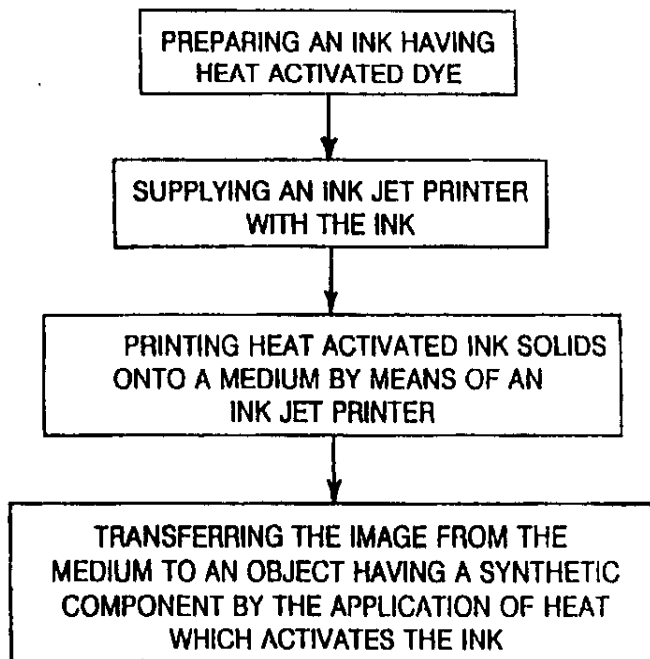 PREPARING AN INK HAVING
HEAT ACTIVATED DYE
SUPPLYING AN INK JET PRINTER
WITH THE INK
PRINTING HEAT ACTIVATED INK SOLIDS
ONTO A MEDIUM BY MEANS OF AN
INK JET PRINTER
TRANSFERRING THE IMAGE FROM THE
MEDIUM TO AN OBJECT HAVING A SYNTHETIC
COMPONENT BY THE APPLICATION OF HEAT
WHICH ACTIVATES THE INK